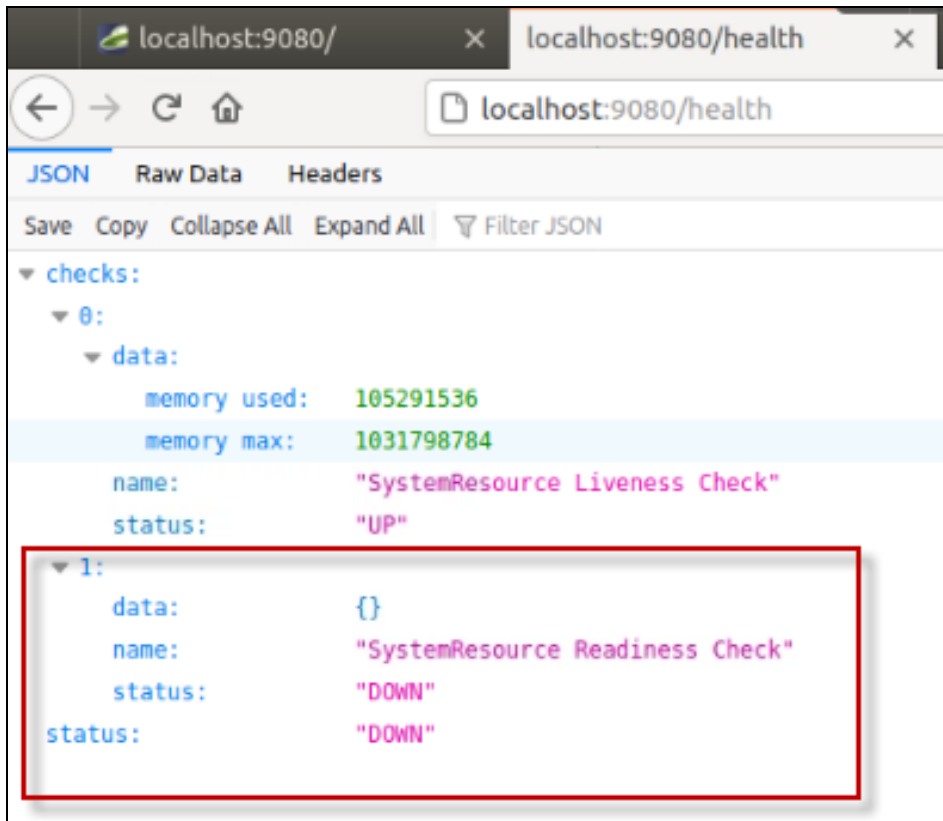 localhost:9080/ × localhost:9080/health ×
localhost:9080/health
JSON Raw Data Headers
Save Copy Collapse All Expand All Filter JSON
checks:
0:
data:
memory used: 105291536
memory max: 1031798784
name: "SystemResource Liveness Check"
status: "UP"
1:
data: {}
name: "SystemResource Readiness Check"
status: "DOWN"
status: "DOWN"